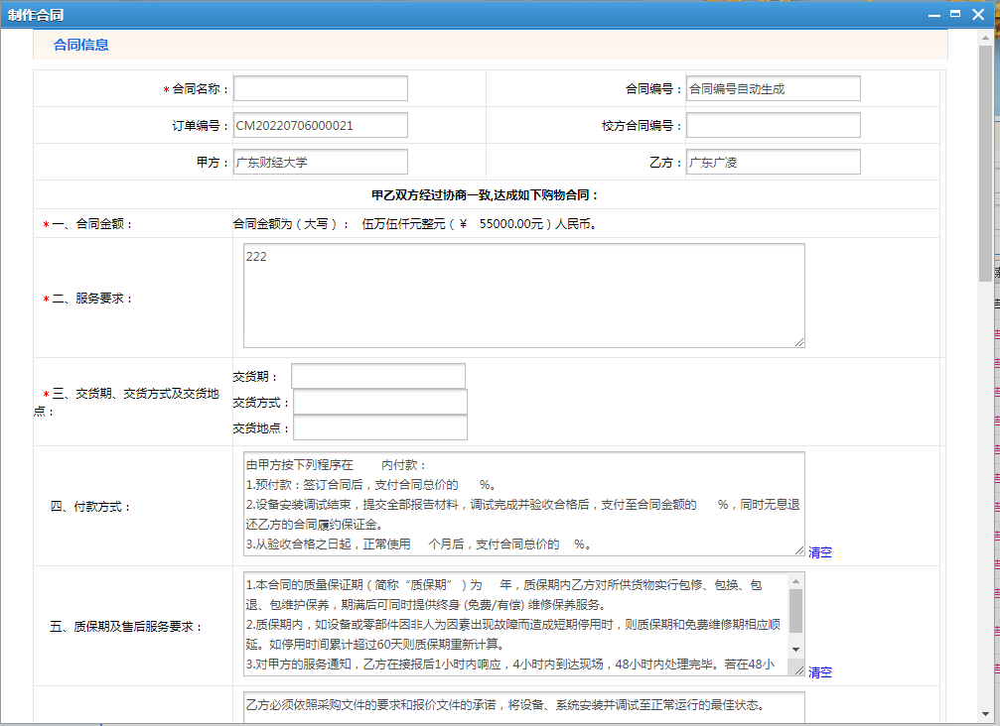 制作合同
合同信息
* 合同名称：
合同编号： 合同编号自动生成
订单编号： CM20220706000021
校方合同编号：
甲方： 广东财经大学
乙方： 广东广凌
甲乙双方经过协商一致,达成如下购物合同：
* 一、合同金额： 合同金额为（大写）： 伍万伍仟元整元（¥ 55000.00元）人民币。
* 二、服务要求：
222
* 三、交货期、交货方式及交货地
点：
交货期：
交货方式：
交货地点：
四、付款方式：
由甲方按下列程序在 内付款：
1.预付款：签订合同后，支付合同总价的 %。
2.设备安装调试结束，提交全部报告材料，调试完成并验收合格后，支付至合同金额的 %，同时无息退
还乙方的合同履约保证金。
3.从验收合格之日起，正常使用 个月后，支付合同总价的 %。
清空
五、质保期及售后服务要求：
1.本合同的质量保证期（简称“质保期”）为 年，质保期内乙方对所供货物实行包修、包换、包
退、包维护保养，期满后可同时提供终身 (免费/有偿) 维修保养服务。
2.质保期内，如设备或零部件因非人为因素出现故障而造成短期停用时，则质保期和免费维修期相应顺
延。如停用时间累计超过60天则质保期重新计算。
3.对甲方的服务通知，乙方在接报后1小时内响应，4小时内到达现场，48小时内处理完毕。若在48小
清空
乙方必须依照采购文件的要求和报价文件的承诺，将设备、系统安装并调试至正常运行的最佳状态。